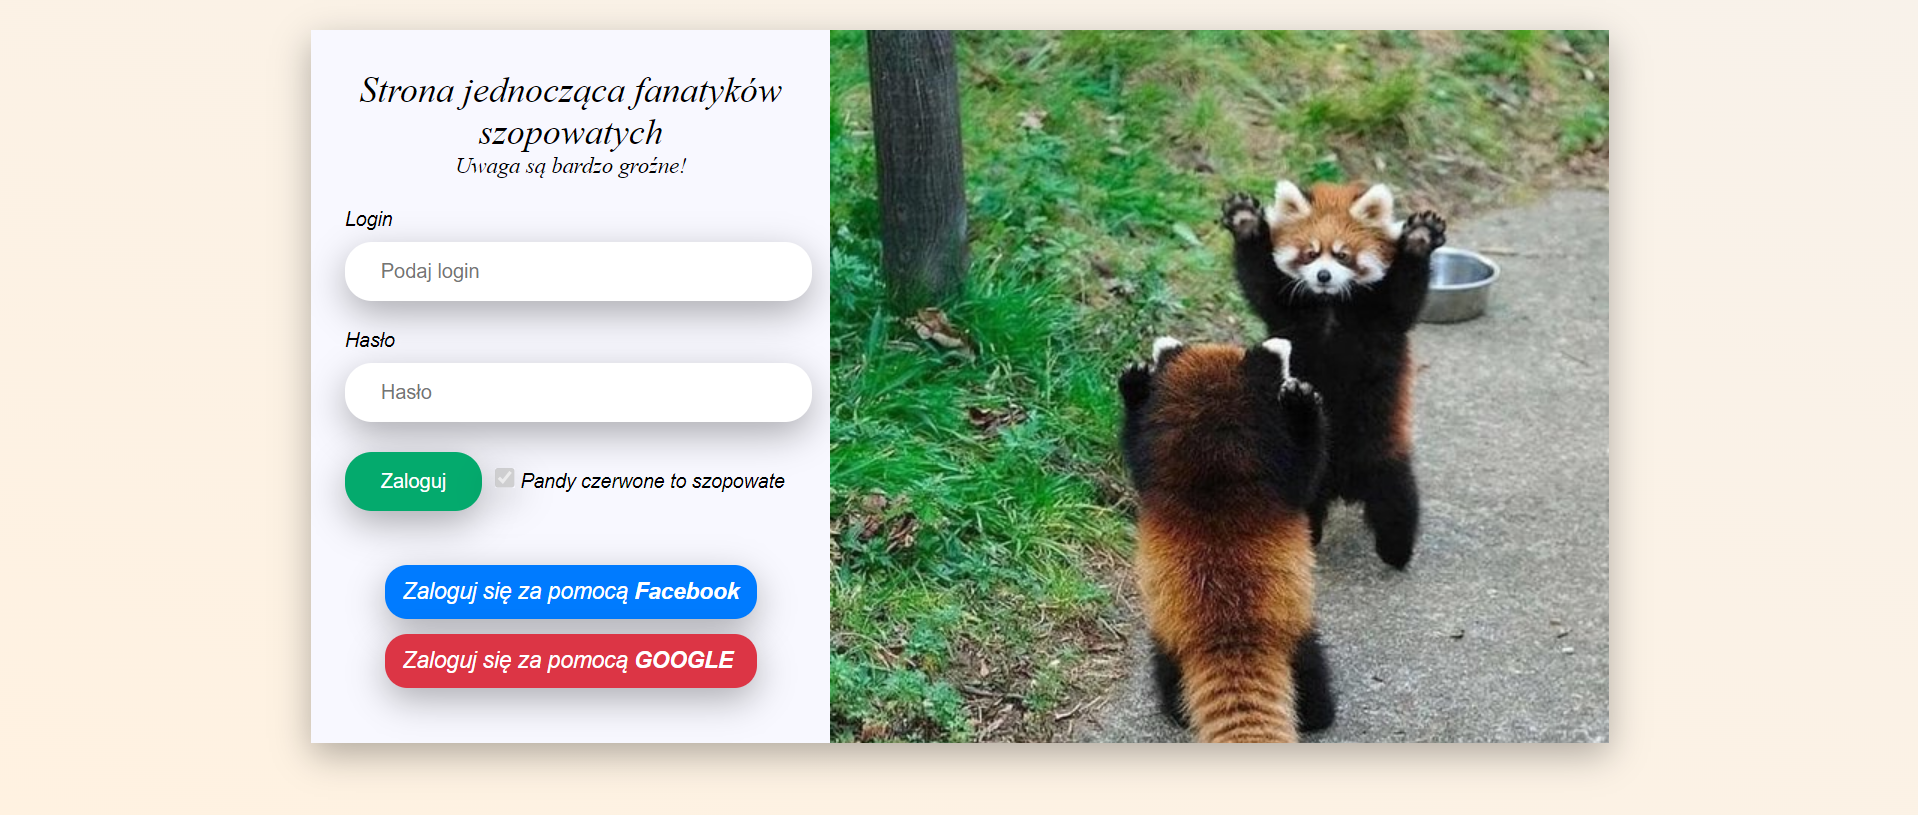 Strona jednocząca fanatyków
szopowatych
Uwaga są bardzo groźne!
Login
Podaj login
Hasło
Hasło
Zaloguj
Pandy czerwone to szopowate
Zaloguj się za pomocą Facebook
Zaloguj się za pomocą GOOGLE